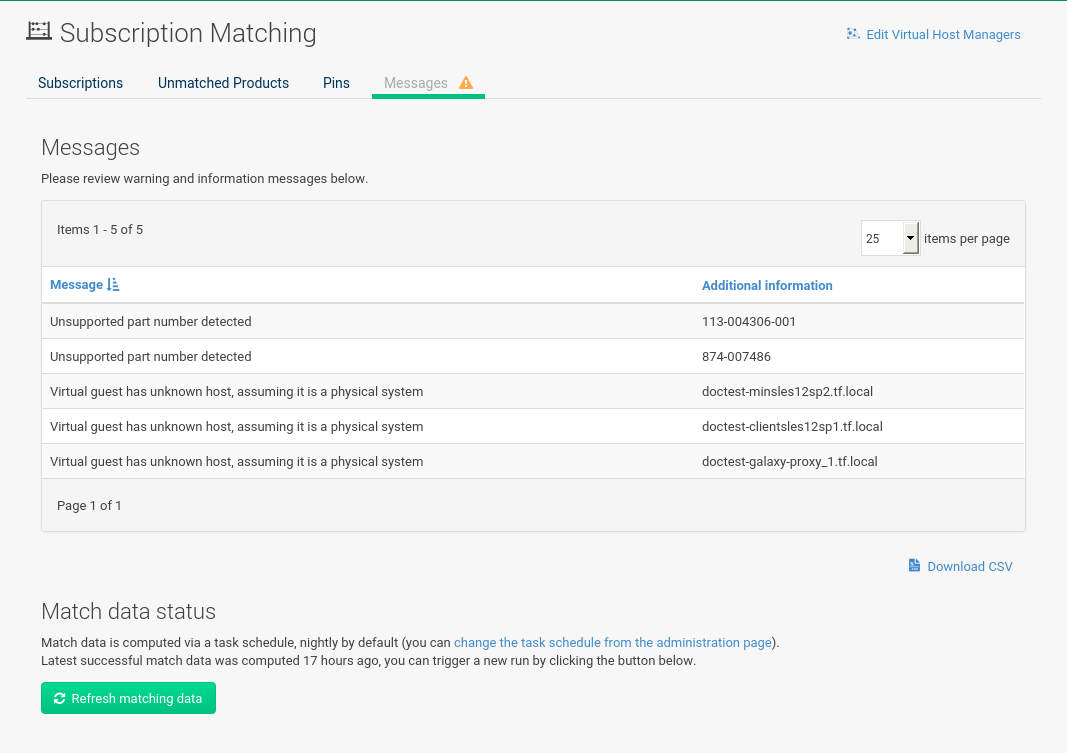 Subscription Matching
Edit Virtual Host Managers
Subscriptions Unmatched Products Pins Messages
Messages
Please review warning and information messages below.
Items 1 - 5 of 5
25 items per page
Message Additional information
Unsupported part number detected 113-004306-001
Unsupported part number detected 874-007486
Virtual guest has unknown host, assuming it is a physical system doctest-minsles12sp2.tf.local
Virtual guest has unknown host, assuming it is a physical system doctest-clientsles12sp1.tf.local
Virtual guest has unknown host, assuming it is a physical system doctest-galaxy-proxy_1.tf.local
Page 1 of 1
Download CSV
Match data status
Match data is computed via a task schedule, nightly by default (you can change the task schedule from the administration page).
Latest successful match data was computed 17 hours ago, you can trigger a new run by clicking the button below.
Refresh matching data